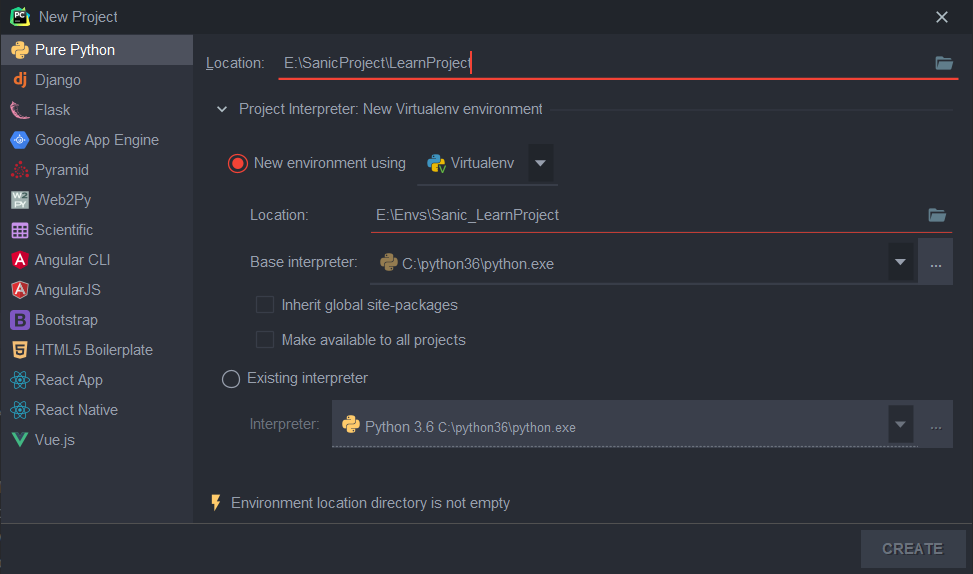 PC
New Project
Pure Python
Django
Flask
Google App Engine
Pyramid
Web2Py
Scientific
Angular CLI
AngularJS
Bootstrap
HTML5 Boilerplate
React App
React Native
Vue.js
Location: E:\SanicProject\LearnProject
Project Interpreter: New Virtualenv environment
New environment using Virtualenv
Location: E:\Envs\Sanic_LearnProject
Base interpreter: C:\python36\python.exe ...
Inherit global site-packages
Make available to all projects
Existing interpreter
Interpreter: Python 3.6 C:\python36\python.exe ...
Environment location directory is not empty
CREATE